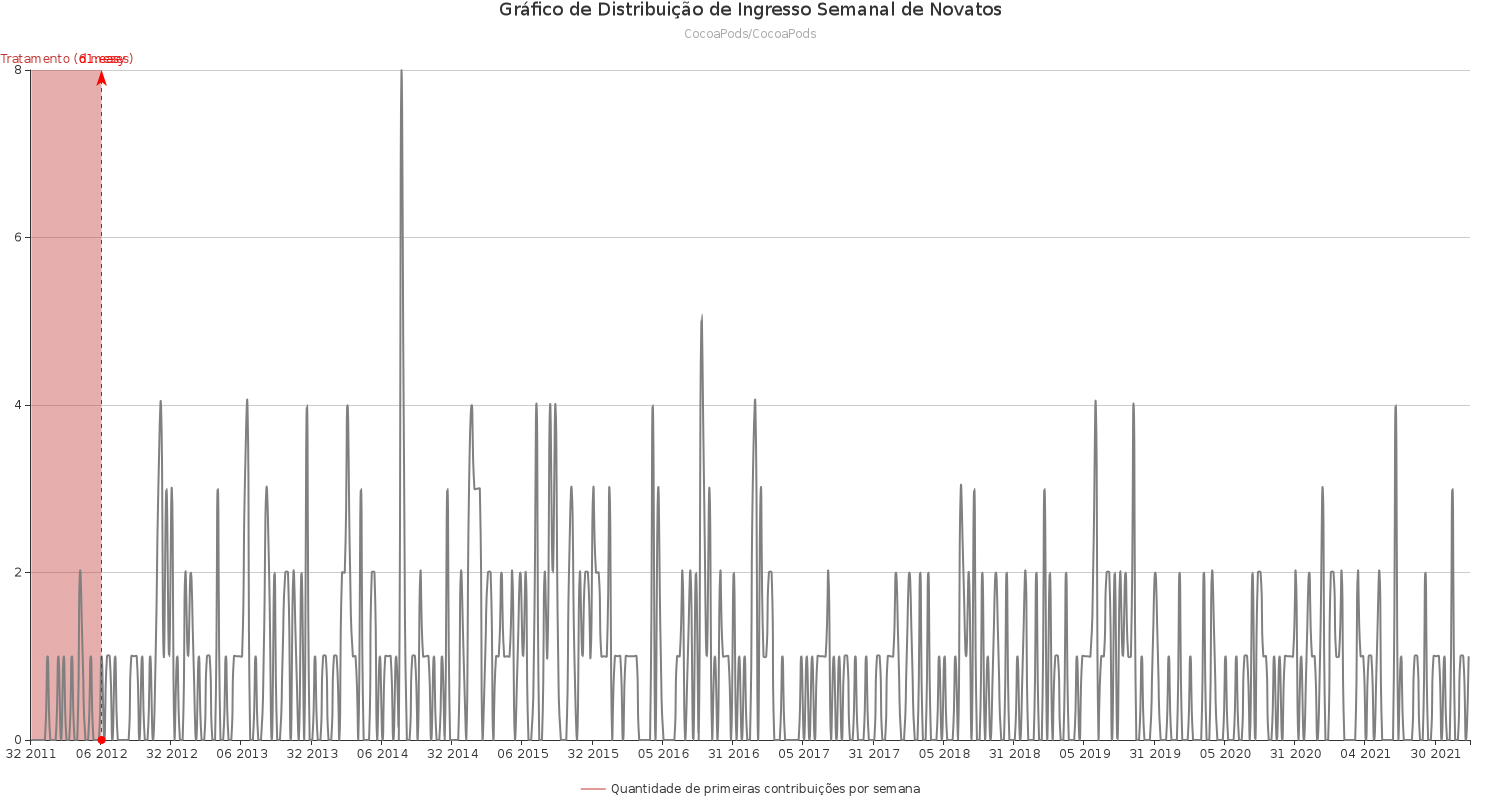 Gráfico de Distribuição de Ingresso Semanal de Novatos
CocoaPods/CocoaPods
Tratamento
8
6
4
2
0
32 2011 06 2012 32 2012 06 2013 32 2013 06 2014 32 2014 06 2015 32 2015 05 2016 31 2016 05 2017 31 2017 05 2018 31 2018 05 2019 31 2019 05 2020 31 2020 04 2021 30 2021
Quantidade de primeiras contribuições por semana